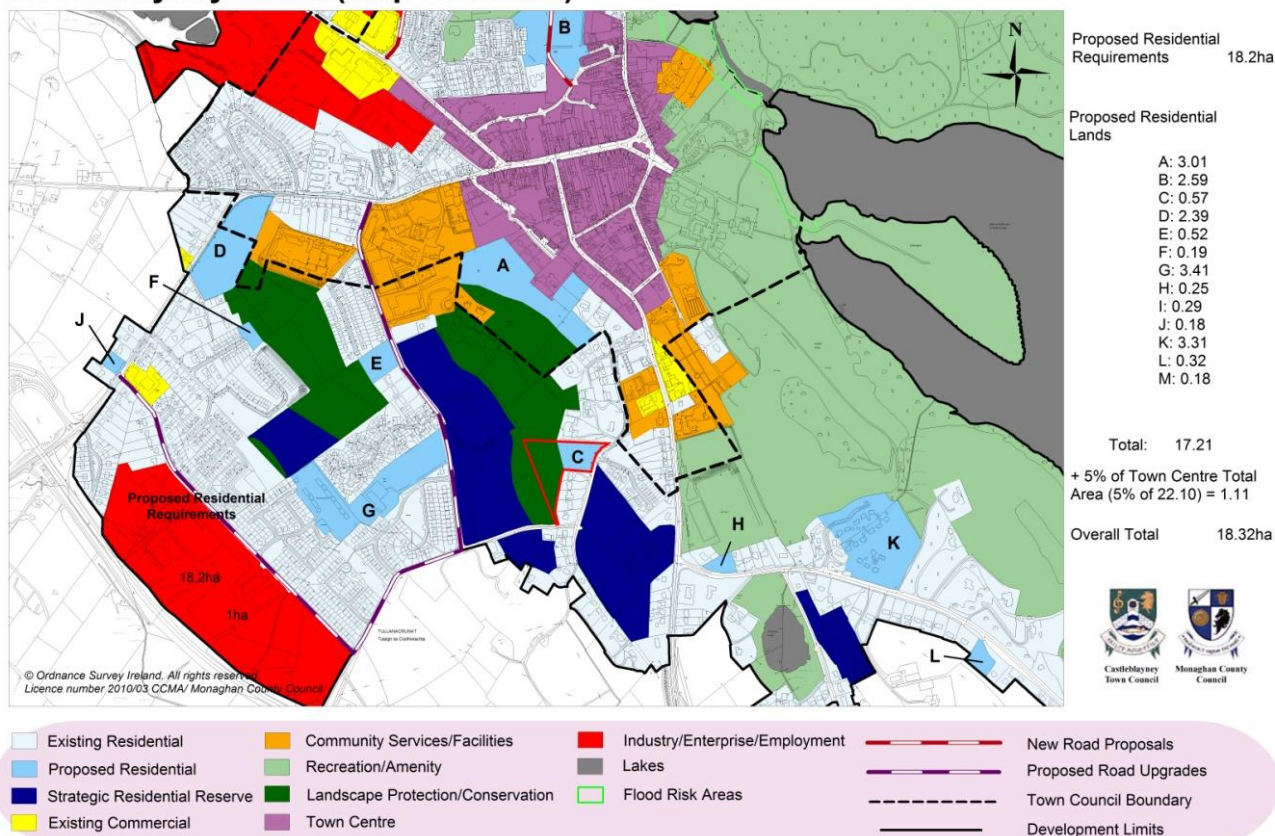 B
N
Proposed Residential
Requirements 18.2ha
Proposed Residential
Lands
A: 3.01
B: 2.59
C: 0.57
D: 2.39
E: 0.52
F: 0.19
G: 3.41
H: 0.25
I: 0.29
J: 0.18
K: 3.31
L: 0.32
M: 0.18
Total: 17.21
+ 5% of Town Centre Total
Area (5% of 22.10) = 1.11
Overall Total 18.32ha
Castleblayney
Town Council
Monaghan County
Council
D
A
F
J
E
C
G
H
K
L
Proposed Residential
Requirements
18.2ha
1ha
TULLANACRUNAT
© Ordnance Survey Ireland. All rights reserved
Licence number 2010/03 CCMA/ Monaghan County Council
Existing Residential
Proposed Residential
Strategic Residential Reserve
Existing Commercial
Community Services/Facilities
Recreation/Amenity
Landscape Protection/Conservation
Town Centre
Industry/Enterprise/Employment
Lakes
Flood Risk Areas
New Road Proposals
Proposed Road Upgrades
Town Council Boundary
Development Limits